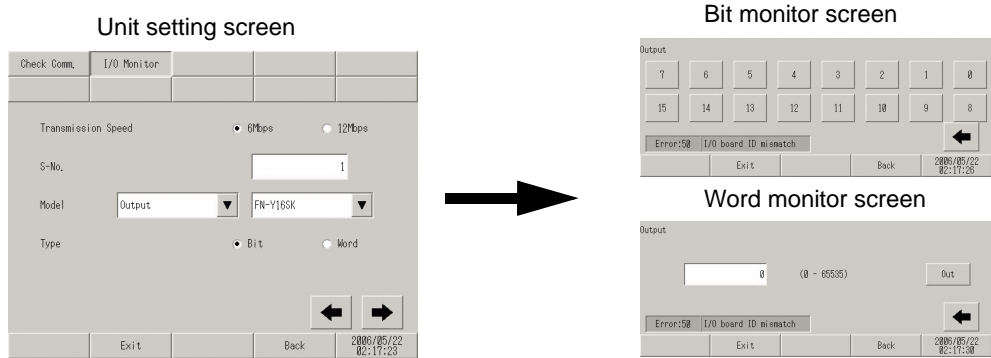 Unit setting screen
Check Comm. I/O Monitor
Transmission Speed 6Mbps 12Mbps
S-No. 1
Model Output ▼ FN-Y16SK ▼
Type Bit Word
Exit Back 2006/05/22
02:17:23
Bit monitor screen
Output
7 6 5 4 3 2 1 0
15 14 13 12 11 10 9 8
Error:50 I/O board ID mismatch
Exit Back 2006/05/22
02:17:26
Word monitor screen
Output
0 (0 - 65535) Out
Error:50 I/O board ID mismatch
Exit Back 2006/05/22
02:17:30